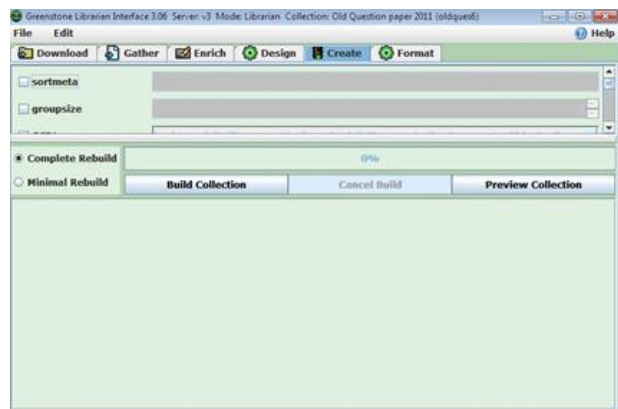 Greenstone Librarian Interface 3.06 Server: v3 Mode: Librarian Collection: Old Question paper 2011 (oldques6)
File Edit Help
Download Gather Enrich Design Create Format
sortmeta
groupsize
Complete Rebuild 0%
Minimal Rebuild Build Collection Cancel Build Preview Collection